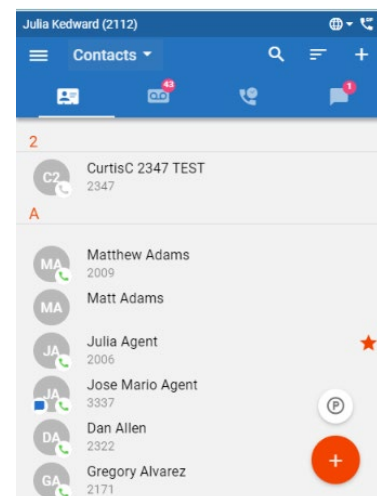 Julia Kedward (2112)
Contacts
43
1
2
C2
CurtisC 2347 TEST
2347
A
MA
Matthew Adams
2009
MA
Matt Adams
JA
Julia Agent
2006
JA
Jose Mario Agent
3337
P
DA
Dan Allen
2322
GA
Gregory Alvarez
2171